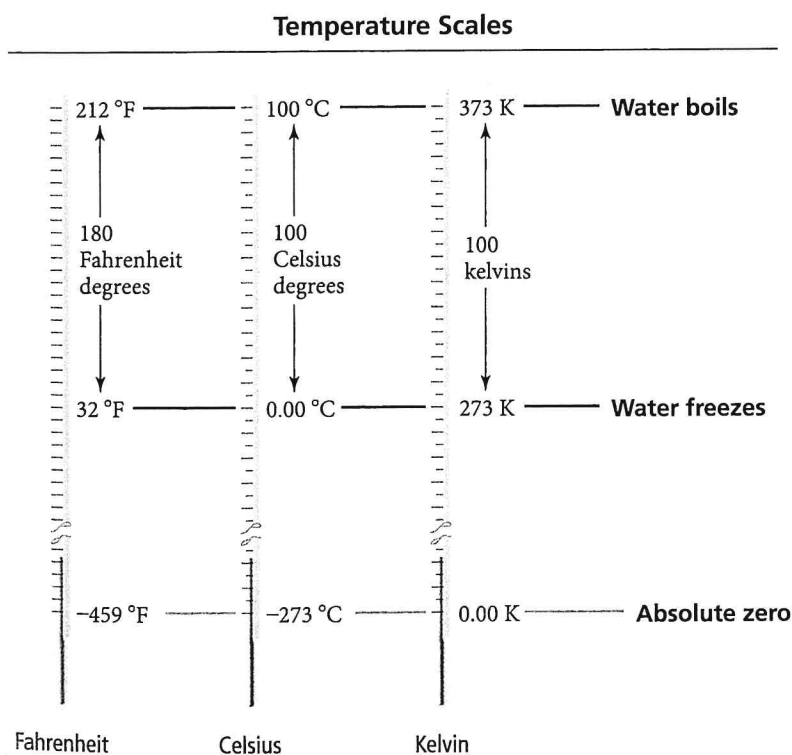 Temperature Scales
212 °F
100 °C
373 K
Water boils
180
Fahrenheit
degrees
100
Celsius
degrees
100
kelvins
32 °F
0.00 °C
273 K
Water freezes
–459 °F
–273 °C
0.00 K
Absolute zero
Fahrenheit
Celsius
Kelvin